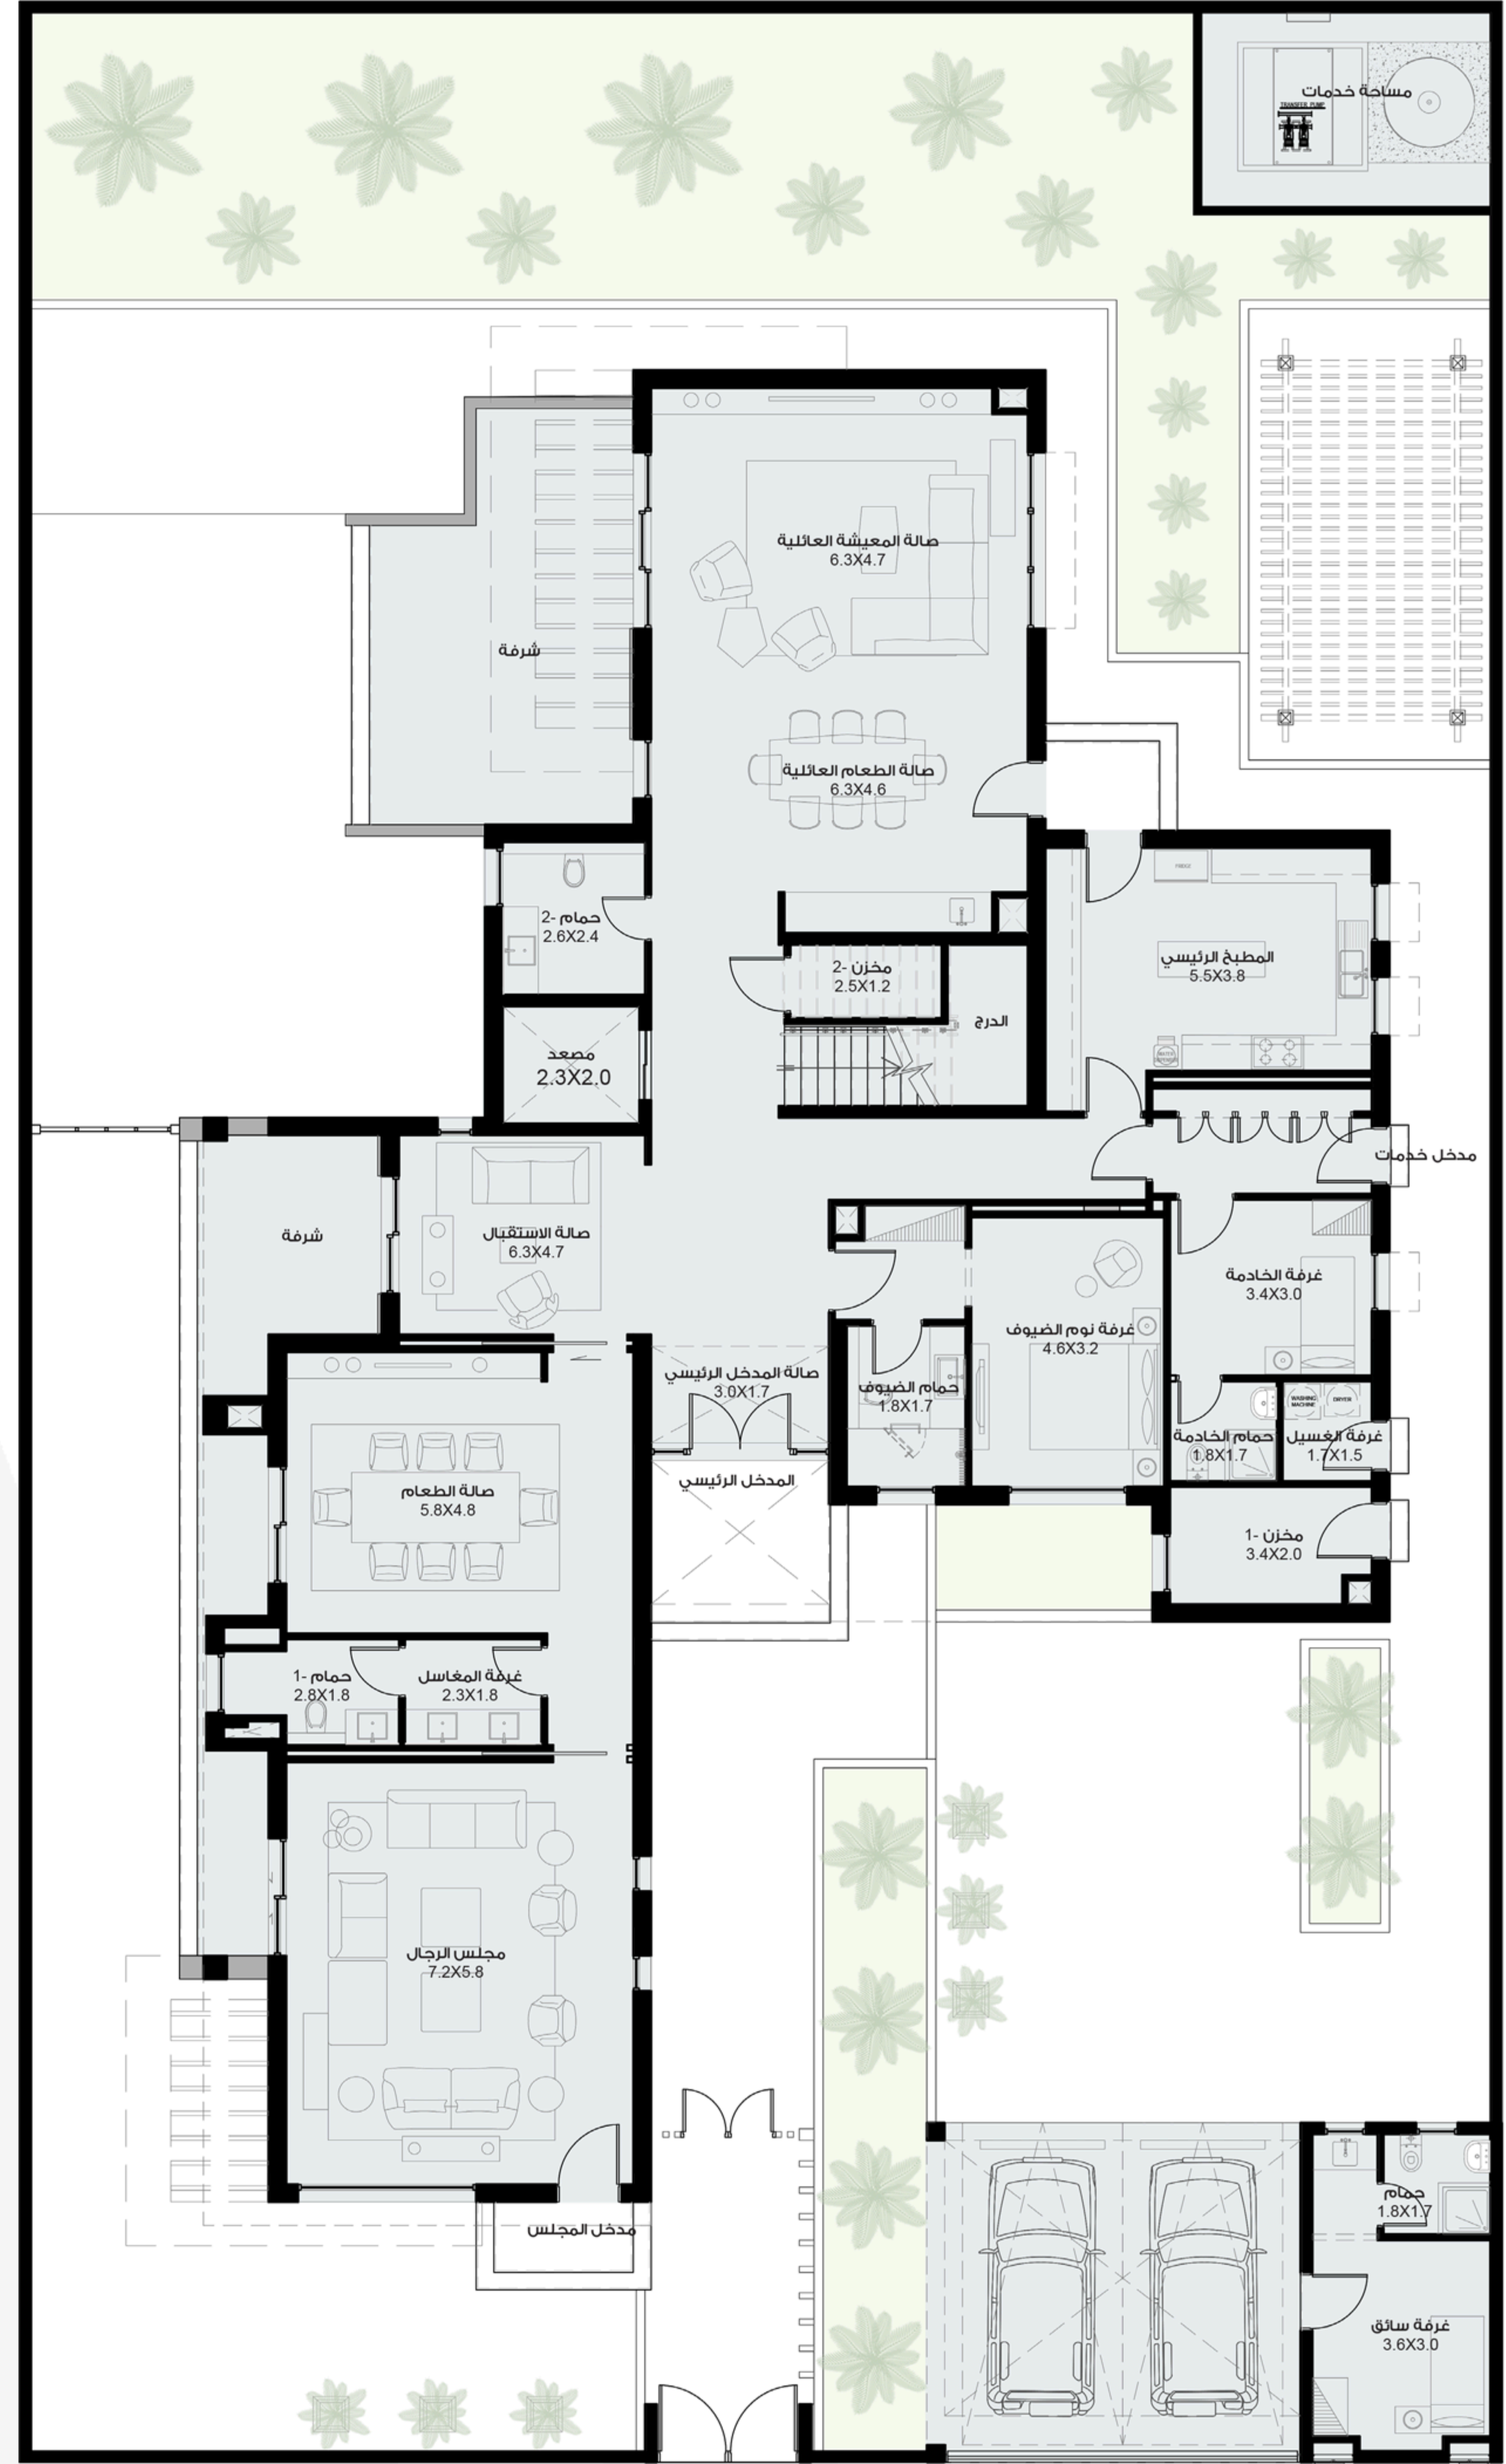 مساحة خدمات
TRANSFER PUMP
صالة المعيشة العائلية
6.3X4.7
شرفة
صالة الطعام العائلية
6.3X4.6
FRIDGE
حمام -2
2.6X2.4
مخزن -2
2.5X1.2
المطبخ الرئيسي
5.5X3.8
الدرج
مصعد
2.3X2.0
WATER DISPENSER
مدخل خدمات
شرفة
صالة الاستقبال
6.3X4.7
غرفة الخادمة
3.4X3.0
غرفة نوم الضيوف
4.6X3.2
صالة المدخل الرئيسي
3.0X1.7
حمام الضيوف
1.8X1.7
WASHING MACHINE
DRYER
حمام الخادمة
1.8X1.7
غرفة الغسيل
1.7X1.5
المدخل الرئيسي
صالة الطعام
5.8X4.8
مخزن -1
3.4X2.0
حمام -1
2.8X1.8
غرفة المغاسل
2.3X1.8
مجلس الرجال
7.2X5.8
حمام
1.8X1.7
مدخل المجلس
غرفة سائق
3.6X3.0